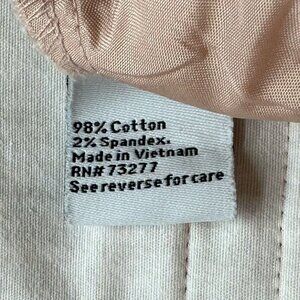 98% Cotton
2% Spandex.
Made in Vietnam
RN# 73277
See reverse for care